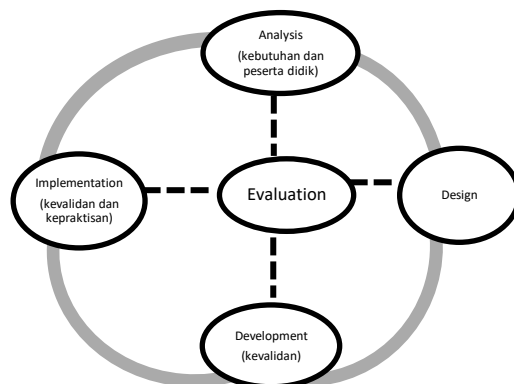 Analysis
(kebutuhan dan
peserta didik)
Implementation
(kevalidan dan
kepraktisan)
Evaluation
Design
Development
(kevalidan)